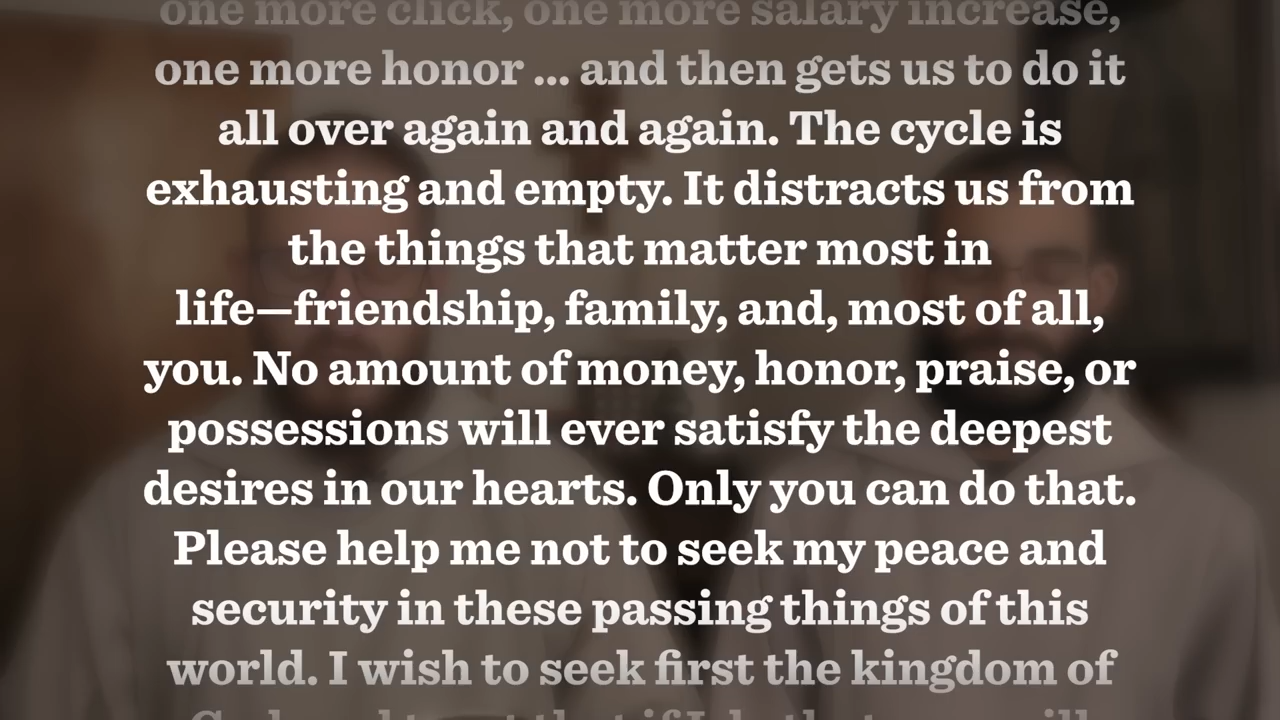 one more click, one more salary increase,
one more honor ... and then gets us to do it
all over again and again. The cycle is
exhausting and empty. It distracts us from
the things that matter most in
life—friendship, family, and, most of all,
you. No amount of money, honor, praise, or
possessions will ever satisfy the deepest
desires in our hearts. Only you can do that.
Please help me not to seek my peace and
security in these passing things of this
world. I wish to seek first the kingdom of